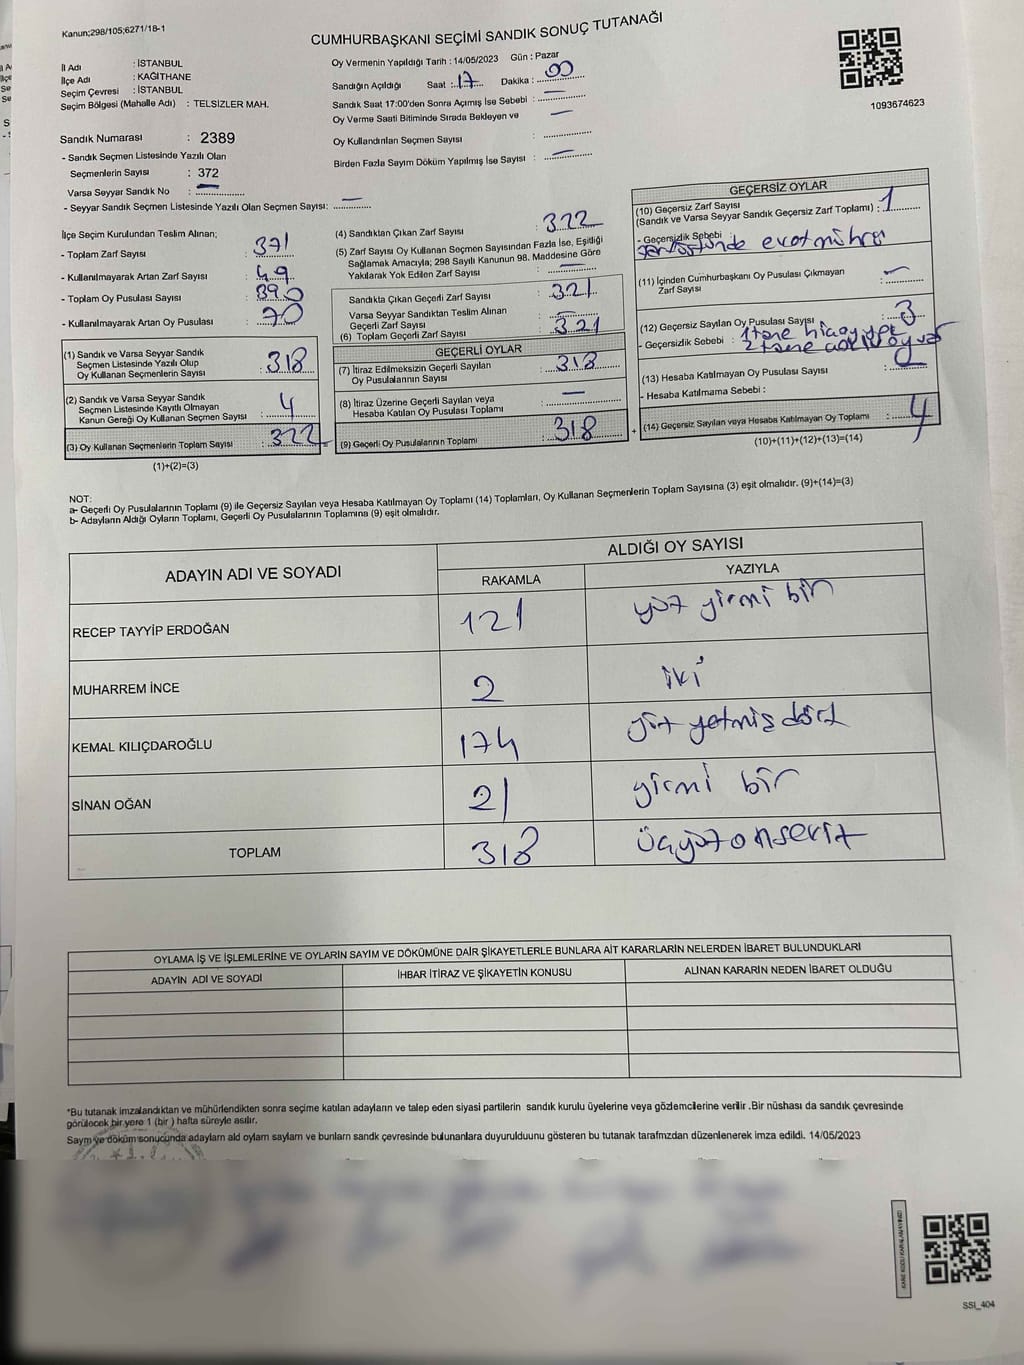 Kanun;298/105;6271/18-1
CUMHURBAŞKANI SEÇİMİ SANDIK SONUÇ TUTANAĞI
İl Adı : İSTANBUL
İlçe Adı : KAĞITHANE
Seçim Çevresi : İSTANBUL
Seçim Bölgesi (Mahalle Adı) : TELSİZLER MAH.
Sandık Numarası : 2389
- Sandık Seçmen Listesinde Yazılı Olan
Seçmenlerin Sayısı : 372
Varsa Seyyar Sandık No : —
- Seyyar Sandık Seçmen Listesinde Yazılı Olan Seçmen Sayısı: —
Oy Vermenin Yapıldığı Tarih : 14/05/2023 Gün : Pazar
Sandığın Açıldığı Saat : 17 Dakika : 00
Sandık Saat 17:00'den Sonra Açımış İse Sebebi : —
Oy Verme Saati Bitiminde Sırada Bekleyen ve —
Oy Kullandırılan Seçmen Sayısı :
Birden Fazla Sayım Döküm Yapılmış İse Sayısı : —
1093674623
İlçe Seçim Kurulundan Teslim Alınan;
- Toplam Zarf Sayısı : 371
- Kullanılmayarak Artan Zarf Sayısı : 49
- Toplam Oy Pusulası Sayısı : 390
- Kullanılmayarak Artan Oy Pusulası : 70
(1) Sandık ve Varsa Seyyar Sandık
Seçmen Listesinde Yazılı Olup
Oy Kullanan Seçmenlerin Sayısı : 318
(2) Sandık ve Varsa Seyyar Sandık
Seçmen Listesinde Kayıtlı Olmayan
Kanun Gereği Oy Kullanan Seçmen Sayısı : 4
(3) Oy Kullanan Seçmenlerin Toplam Sayısı : 322
(1)+(2)=(3)
(4) Sandıktan Çıkan Zarf Sayısı : 322
(5) Zarf Sayısı Oy Kullanan Seçmen Sayısından Fazla İse, Eşitliği
Sağlamak Amacıyla; 298 Sayılı Kanunun 98. Maddesine Göre
Yakılarak Yok Edilen Zarf Sayısı : —
Sandıkta Çıkan Geçerli Zarf Sayısı : 321
Varsa Seyyar Sandıktan Teslim Alınan
Geçerli Zarf Sayısı : —
(6) Toplam Geçerli Zarf Sayısı : 321
GEÇERLİ OYLAR
(7) İtiraz Edilmeksizin Geçerli Sayılan
Oy Pusulalarının Sayısı : 318
(8) İtiraz Üzerine Geçerli Sayılan veya
Hesaba Katılan Oy Pusulası Toplamı : —
(9) Geçerli Oy Pusulalarının Toplamı : 318
GEÇERSİZ OYLAR
(10) Geçersiz Zarf Sayısı
(Sandık ve Varsa Seyyar Sandık Geçersiz Zarf Toplamı) : 1
- Geçersizlik Sebebi :
(11) İçinden Cumhurbaşkanı Oy Pusulası Çıkmayan
Zarf Sayısı : —
(12) Geçersiz Sayılan Oy Pusulası Sayısı : 3
- Geçersizlik Sebebi : 1 tane
2 tane oy var
(13) Hesaba Katılmayan Oy Pusulası Sayısı :
- Hesaba Katılmama Sebebi :
+ (14) Geçersiz Sayılan veya Hesaba Katılmayan Oy Toplamı : 4
(10)+(11)+(12)+(13)=(14)
NOT:
a- Geçerli Oy Pusulalarının Toplamı (9) ile Geçersiz Sayılan veya Hesaba Katılmayan Oy Toplamı (14) Toplamları, Oy Kullanan Seçmenlerin Toplam Sayısına (3) eşit olmalıdır. (9)+(14)=(3)
b- Adayların Aldığı Oyların Toplamı, Geçerli Oy Pusulalarının Toplamına (9) eşit olmalıdır.
ADAYIN ADI VE SOYADI
ALDIĞI OY SAYISI
RAKAMLA YAZIYLA
RECEP TAYYİP ERDOĞAN 121 yüz yirmi bir
MUHARREM İNCE 2 iki
KEMAL KILIÇDAROĞLU 174 yüz yetmiş dört
SİNAN OĞAN 21 yirmi bir
TOPLAM 318 üçyüzonsekiz
OYLAMA İŞ VE İŞLEMLERİNE VE OYLARIN SAYIM VE DÖKÜMÜNE DAİR ŞİKAYETLERLE BUNLARA AİT KARARLARIN NELERDEN İBARET BULUNDUKLARI
ADAYIN ADI VE SOYADI İHBAR İTİRAZ VE ŞİKAYETİN KONUSU ALINAN KARARIN NEDEN İBARET OLDUĞU
*Bu tutanak imzalandıktan ve mühürlendikten sonra seçime katılan adayların ve talep eden siyasi partilerin sandık kurulu üyelerine veya gözlemcilerine verilir .Bir nüshası da sandık çevresinde
görülecek bir yere 1 (bir ) hafta süreyle asılır.
Saym ve döküm sonucunda adaylarn ald oylarn saylarn ve bunlarn sandk çevresinde bulunanlara duyurulduunu gösteren bu tutanak tarafmzdan düzenlenerek imza edildi. 14/05/2023
SSI_404